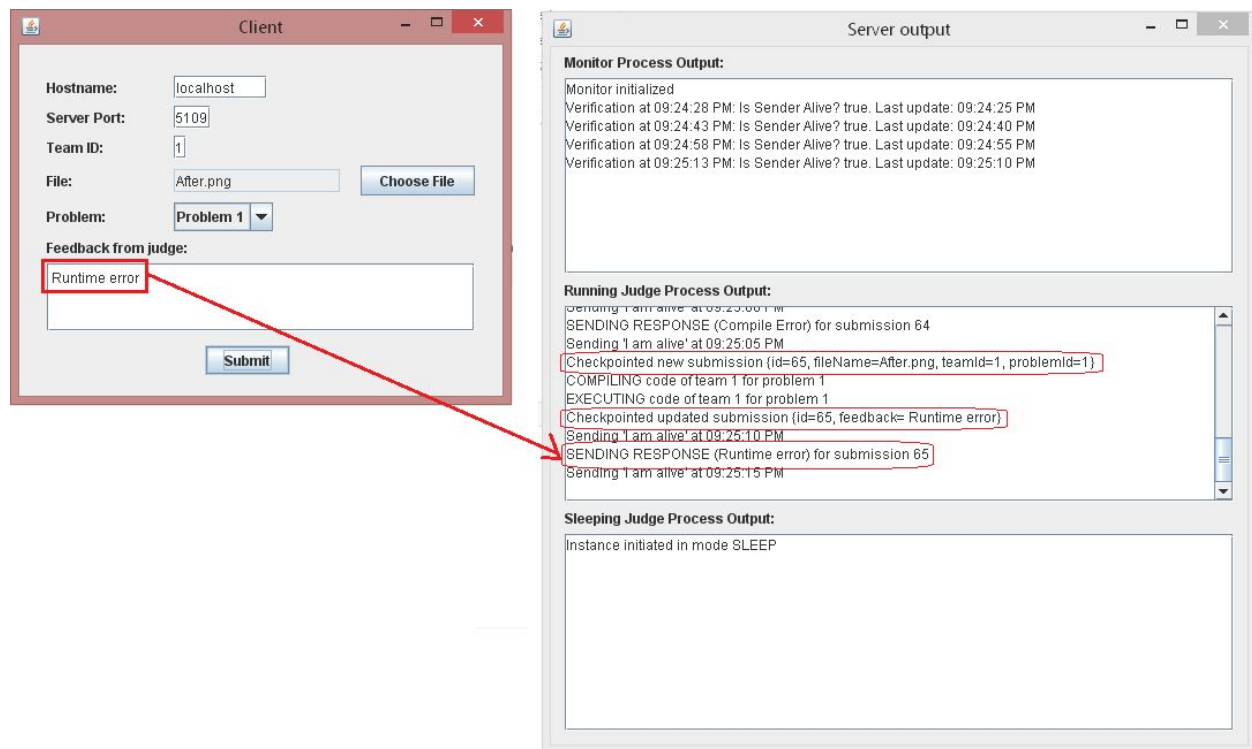 Client
Hostname:
localhost
Server Port:
5109
Team ID:
1
File:
After.png
Choose File
Problem:
Problem 1
Feedback from judge:
Runtime error
Submit
Server output
Monitor Process Output:
Monitor initialized
Verification at 09:24:28 PM: Is Sender Alive? true. Last update: 09:24:25 PM
Verification at 09:24:43 PM: Is Sender Alive? true. Last update: 09:24:40 PM
Verification at 09:24:58 PM: Is Sender Alive? true. Last update: 09:24:55 PM
Verification at 09:25:13 PM: Is Sender Alive? true. Last update: 09:25:10 PM
Running Judge Process Output:
Sending 'I am alive' at 09:25:00 PM
SENDING RESPONSE (Compile Error) for submission 64
Sending 'I am alive' at 09:25:05 PM
Checkpointed new submission {id=65, fileName=After.png, teamId=1, problemId=1}
COMPILING code of team 1 for problem 1
EXECUTING code of team 1 for problem 1
Checkpointed updated submission {id=65, feedback= Runtime error}
Sending 'I am alive' at 09:25:10 PM
SENDING RESPONSE (Runtime error) for submission 65
Sending 'I am alive' at 09:25:15 PM
Sleeping Judge Process Output:
Instance initiated in mode SLEEP